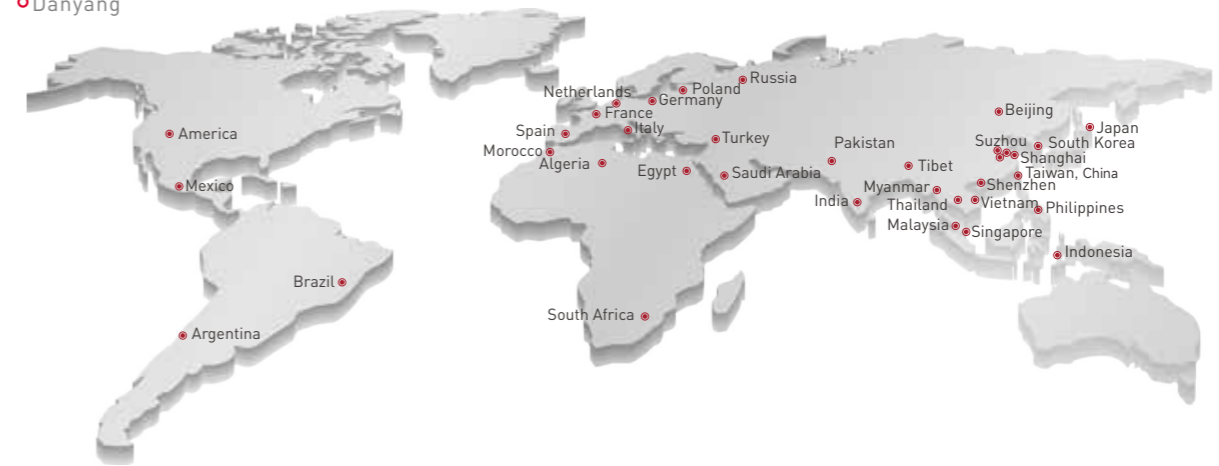 Danyang
Russia
Netherlands
Poland
Germany
France
Beijing
Spain
Italy
America
Turkey
Japan
Pakistan
Suzhou
South Korea
Morocco
Shanghai
Algeria
Egypt
Saudi Arabia
Tibet
Taiwan, China
Mexico
Myanmar
Shenzhen
India
Thailand
Vietnam
Philippines
Malaysia
Singapore
Indonesia
Brazil
South Africa
Argentina